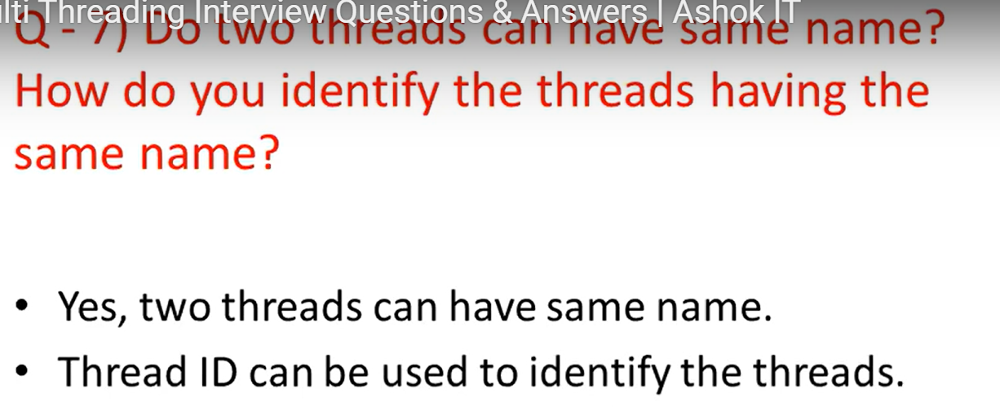 lti Threading Interview Questions & Answers | Ashok IT
Q - 7) Do two threads can have same name?
How do you identify the threads having the
same name?
• Yes, two threads can have same name.
• Thread ID can be used to identify the threads.